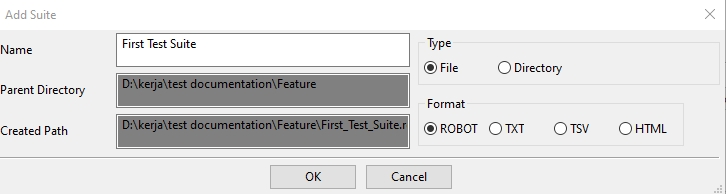 Add Suite
Name
First Test Suite
Parent Directory
D:\kerja\test documentation\Feature
Created Path
D:\kerja\test documentation\Feature\First_Test_Suite.r
Type
File
Directory
Format
ROBOT
TXT
TSV
HTML
OK
Cancel